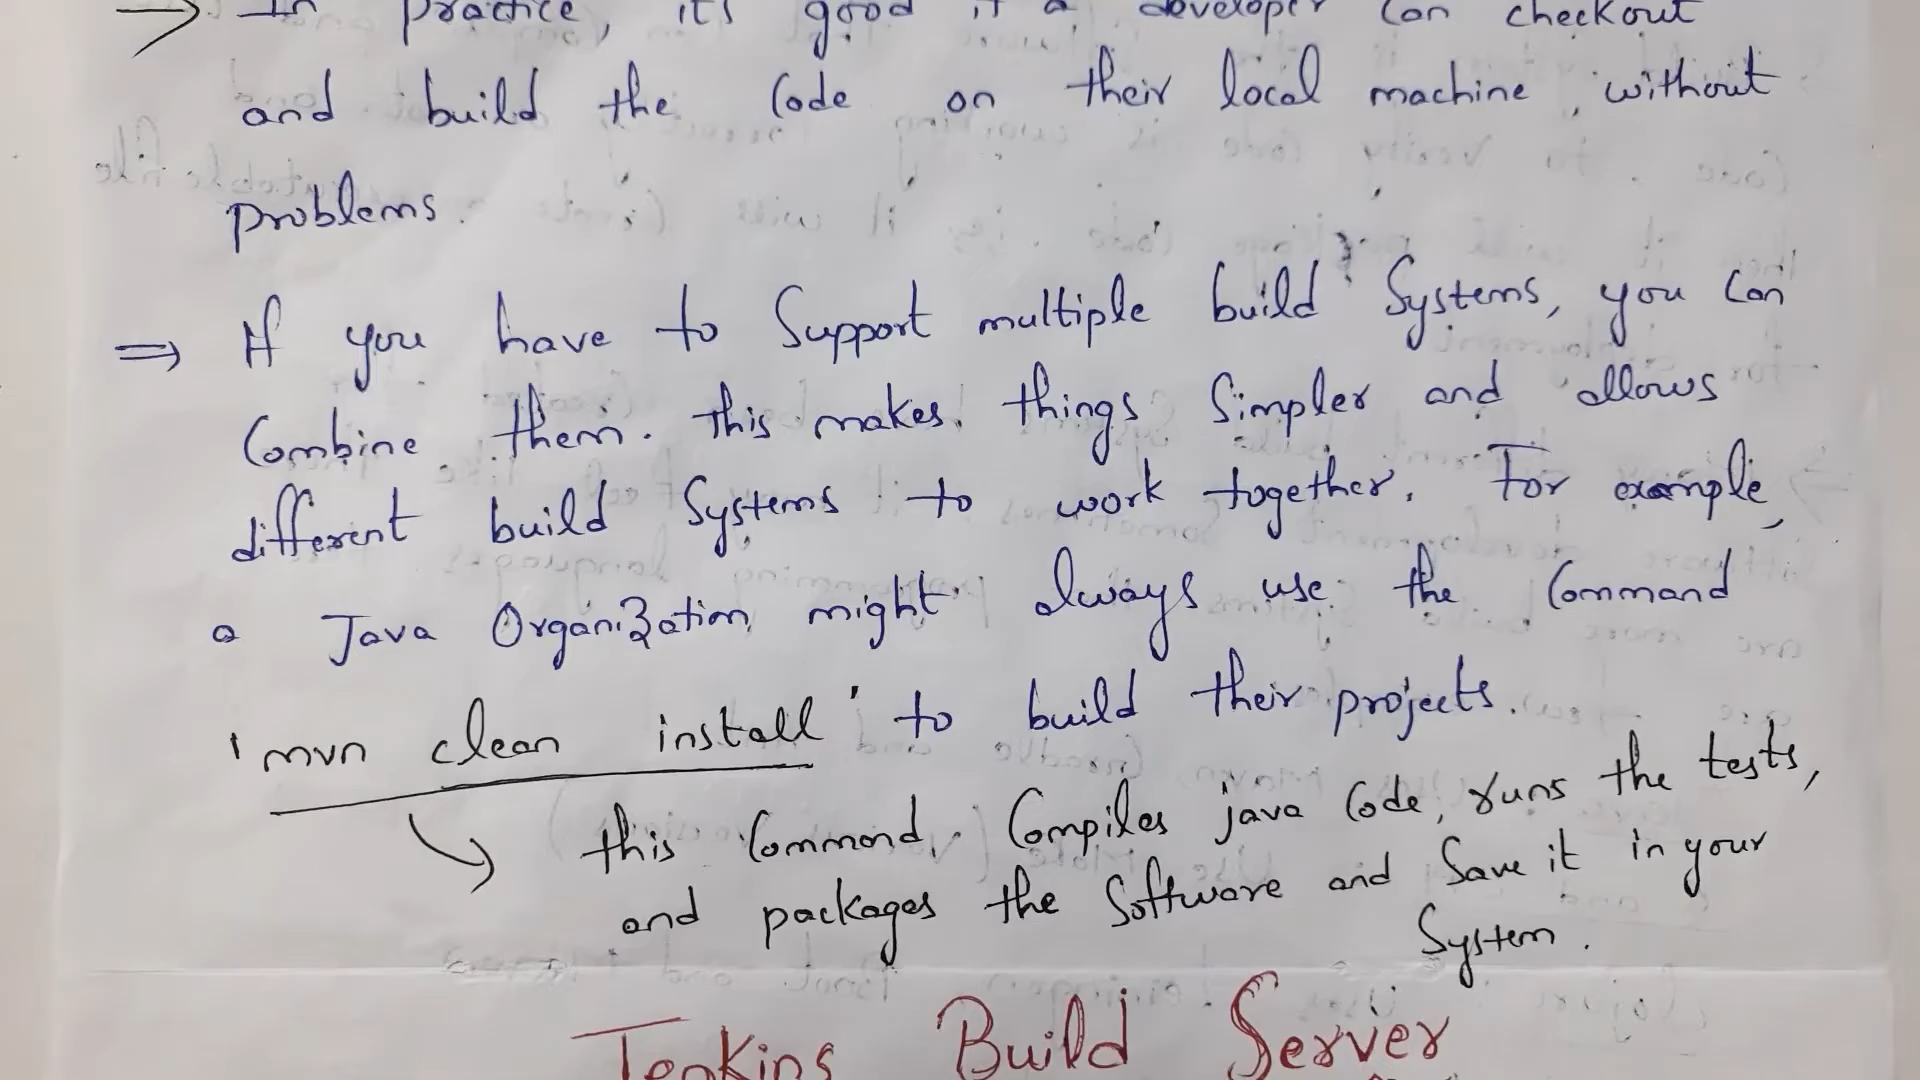 → In practice, it's good if a developer can checkout
and build the code on their local machine, without
problems.
⇒ If you have to support multiple build systems, you can
combine them. this makes things simpler and allows
different build systems to work together. For example,
a Java Organization might always use the command
'mvn clean install' to build their projects.
this command, compiles java code, runs the tests,
and packages the software and save it in your
system.
Jenkins Build Server